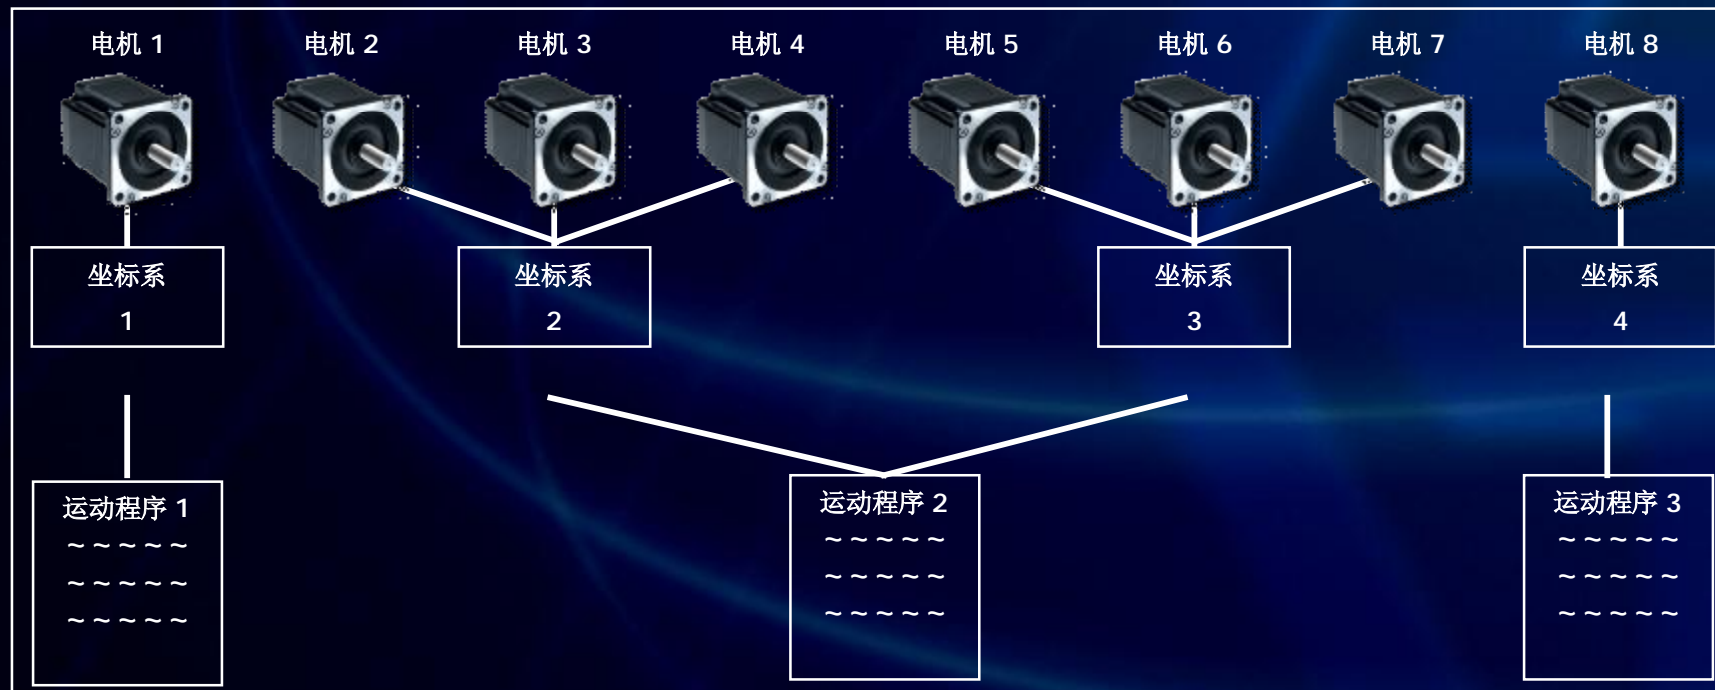 电机 1 电机 2 电机 3 电机 4 电机 5 电机 6 电机 7 电机 8
坐标系
1
坐标系
2
坐标系
3
坐标系
4
运动程序 1
~ ~ ~ ~ ~
~ ~ ~ ~ ~
~ ~ ~ ~ ~
运动程序 2
~ ~ ~ ~ ~
~ ~ ~ ~ ~
~ ~ ~ ~ ~
运动程序 3
~ ~ ~ ~ ~
~ ~ ~ ~ ~
~ ~ ~ ~ ~